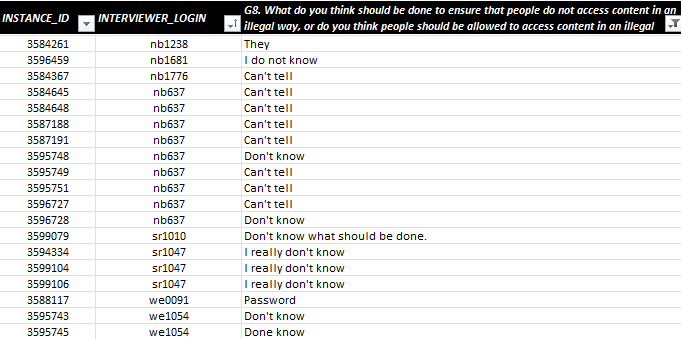 INSTANCE_ID INTERVIEWER_LOGIN G8. What do you think should be done to ensure that people do not access content in an
illegal way, or do you think people should be allowed to access content in an illegal
3584261 nb1238 They
3596459 nb1681 I do not know
3584367 nb1776 Can't tell
3584645 nb637 Can't tell
3584648 nb637 Can't tell
3587188 nb637 Can't tell
3587191 nb637 Can't tell
3595748 nb637 Don't know
3595749 nb637 Can't tell
3595751 nb637 Can't tell
3596727 nb637 Can't tell
3596728 nb637 Don't know
3599079 sr1010 Don't know what should be done.
3594334 sr1047 I really don't know
3599104 sr1047 I really don't know
3599106 sr1047 I really don't know
3588117 we0091 Password
3595743 we1054 Don't know
3595745 we1054 Done know